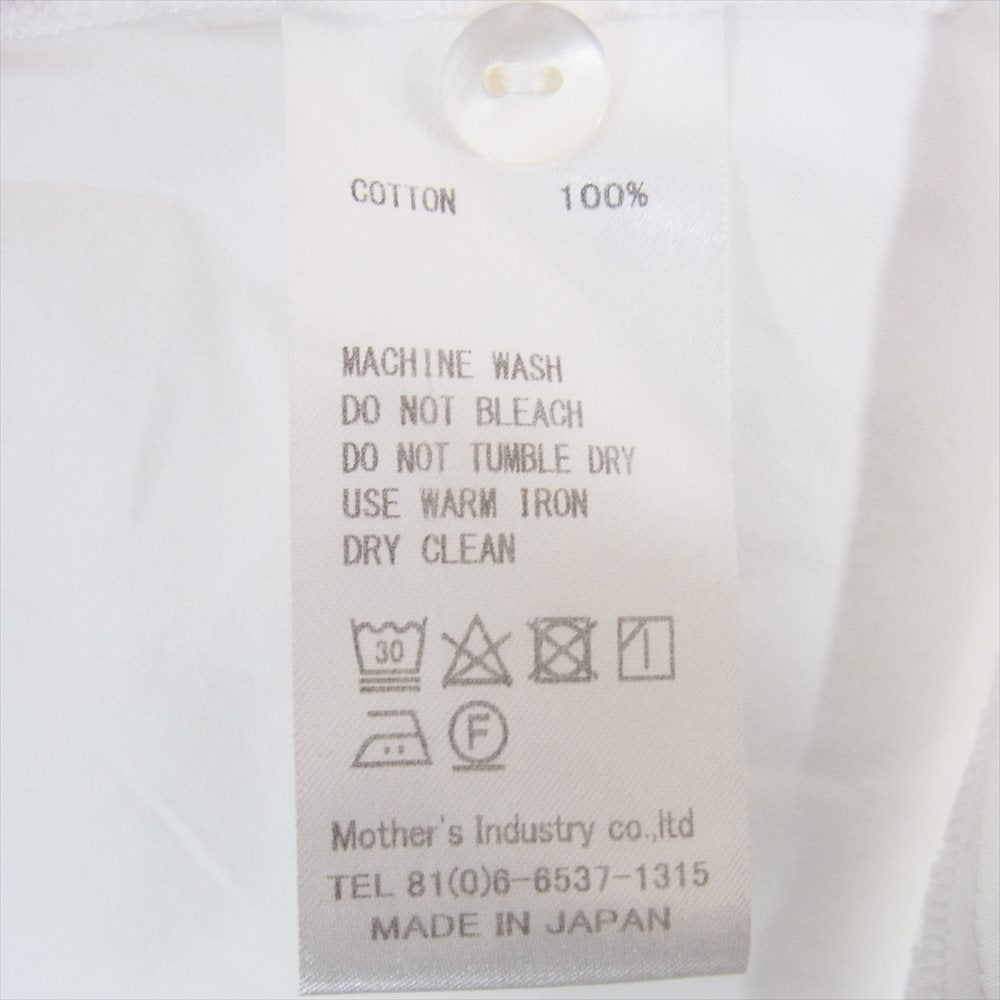 COTTON 100%
MACHINE WASH
DO NOT BLEACH
DO NOT TUMBLE DRY
USE WARM IRON
DRY CLEAN
30
F
Mother's Industry co.,ltd
TEL 81(0)6-6537-1315
MADE IN JAPAN